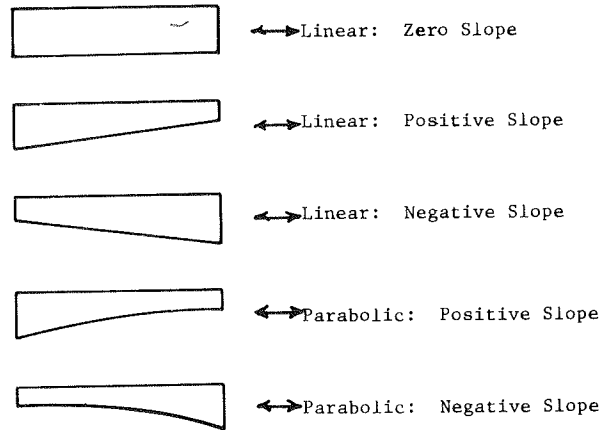 Linear: Zero Slope
Linear: Positive Slope
Linear: Negative Slope
Parabolic: Positive Slope
Parabolic: Negative Slope